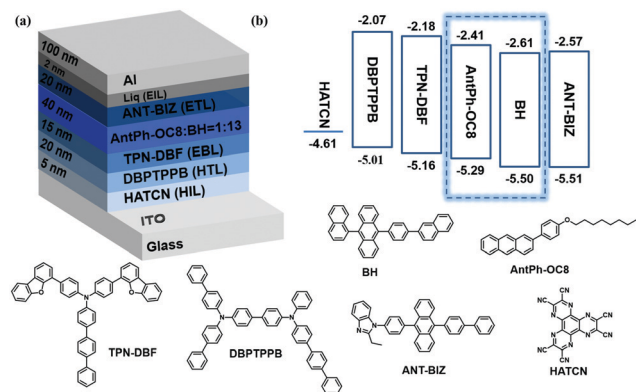 (a)
100 nm
2 nm
20 nm
40 nm
15 nm
20 nm
5 nm
Al
Liq (EIL)
ANT-BIZ (ETL)
AntPh-OC8:BH=1:13
TPN-DBF (EBL)
DBPTPPB (HTL)
HATCN (HIL)
ITO
Glass
(b)
HATCN
-4.61
-2.07
DBPTPPB
-5.01
-2.18
TPN-DBF
-5.16
-2.41
AntPh-OC8
-5.29
-2.61
BH
-5.50
-2.57
ANT-BIZ
-5.51
BH
O
AntPh-OC8
O
N
O
TPN-DBF
N
N
DBPTPPB
N
N
ANT-BIZ
NC
CN
N
N
NC
N
N
CN
NC
N
N
CN
HATCN